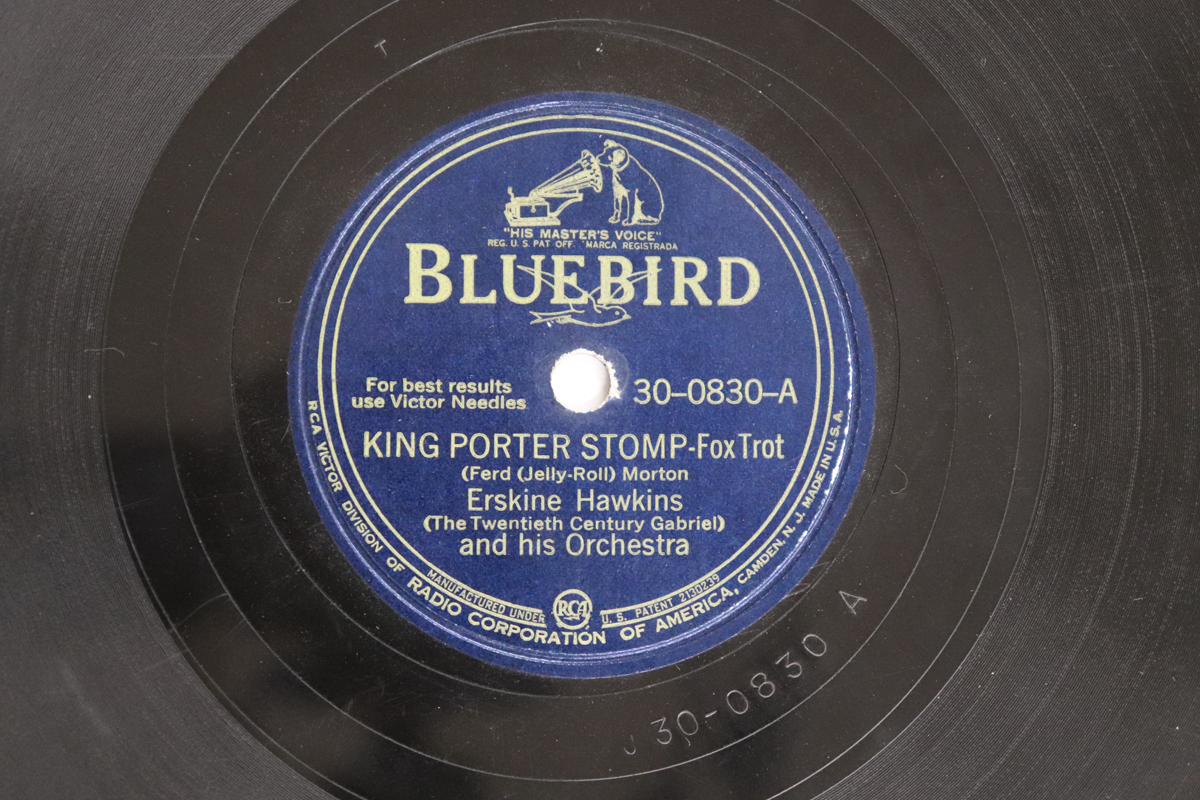 T
"HIS MASTER'S VOICE"
REG. U. S. PAT OFF. MARCA REGISTRADA
BLUEBIRD
For best results
use Victor Needles
30-0830-A
KING PORTER STOMP-Fox Trot
(Ferd (Jelly-Roll) Morton
Erskine Hawkins
(The Twentieth Century Gabriel)
and his Orchestra
MANUFACTURED UNDER RCA U. S. PATENT 2130239
RCA VICTOR DIVISION OF RADIO CORPORATION OF AMERICA, CAMDEN, N. J. MADE IN U. S. A.
30-0830 A